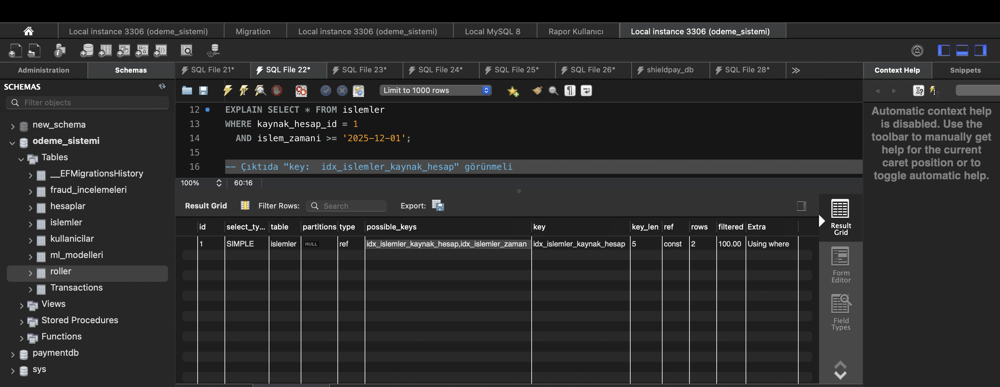 Local instance 3306 (odeme_sistemi)
Migration
Local instance 3306 (odeme_sistemi)
Local MySQL 8
Rapor Kullanıcı
Local instance 3306 (odeme_sistemi)
Administration
Schemas
SQL File 21*
SQL File 22*
SQL File 23*
SQL File 24*
SQL File 25*
SQL File 26*
shieldpay_db
SQL File 28*
Context Help
Snippets
SCHEMAS
Filter objects
new_schema
odeme_sistemi
Tables
__EFMigrationsHistory
fraud_incelemeleri
hesaplar
islemler
kullanicilar
ml_modelleri
roller
Transactions
Views
Stored Procedures
Functions
paymentdb
sys
Limit to 1000 rows
12 EXPLAIN SELECT * FROM islemler
13 WHERE kaynak_hesap_id = 1
14 AND islem_zamani >= '2025-12-01';
15
16 -- Çıktıda "key:  idx_islemler_kaynak_hesap" görünmeli
100% 60:16
Result Grid Filter Rows: Search Export:
id select_ty... table partitions type possible_keys key key_len ref rows filtered Extra
1 SIMPLE islemler NULL ref idx_islemler_kaynak_hesap,idx_islemler_zaman idx_islemler_kaynak_hesap 5 const 2 100.00 Using where
Result
Grid
Form
Editor
Field
Types
Automatic context help
is disabled. Use the
toolbar to manually get
help for the current
caret position or to
toggle automatic help.